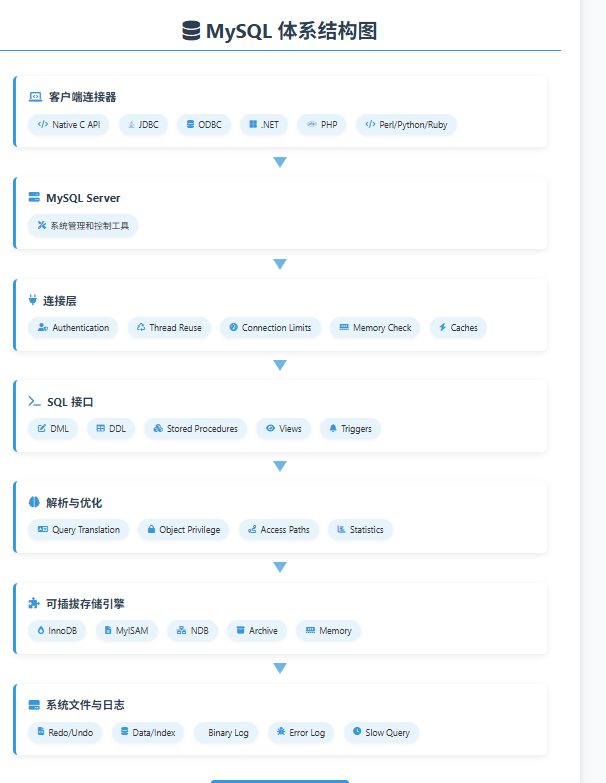 MySQL 体系结构图
客户端连接器
Native C API JDBC ODBC .NET PHP Perl/Python/Ruby
MySQL Server
系统管理和控制工具
连接层
Authentication Thread Reuse Connection Limits Memory Check Caches
SQL 接口
DML DDL Stored Procedures Views Triggers
解析与优化
Query Translation Object Privilege Access Paths Statistics
可插拔存储引擎
InnoDB MyISAM NDB Archive Memory
系统文件与日志
Redo/Undo Data/Index Binary Log Error Log Slow Query